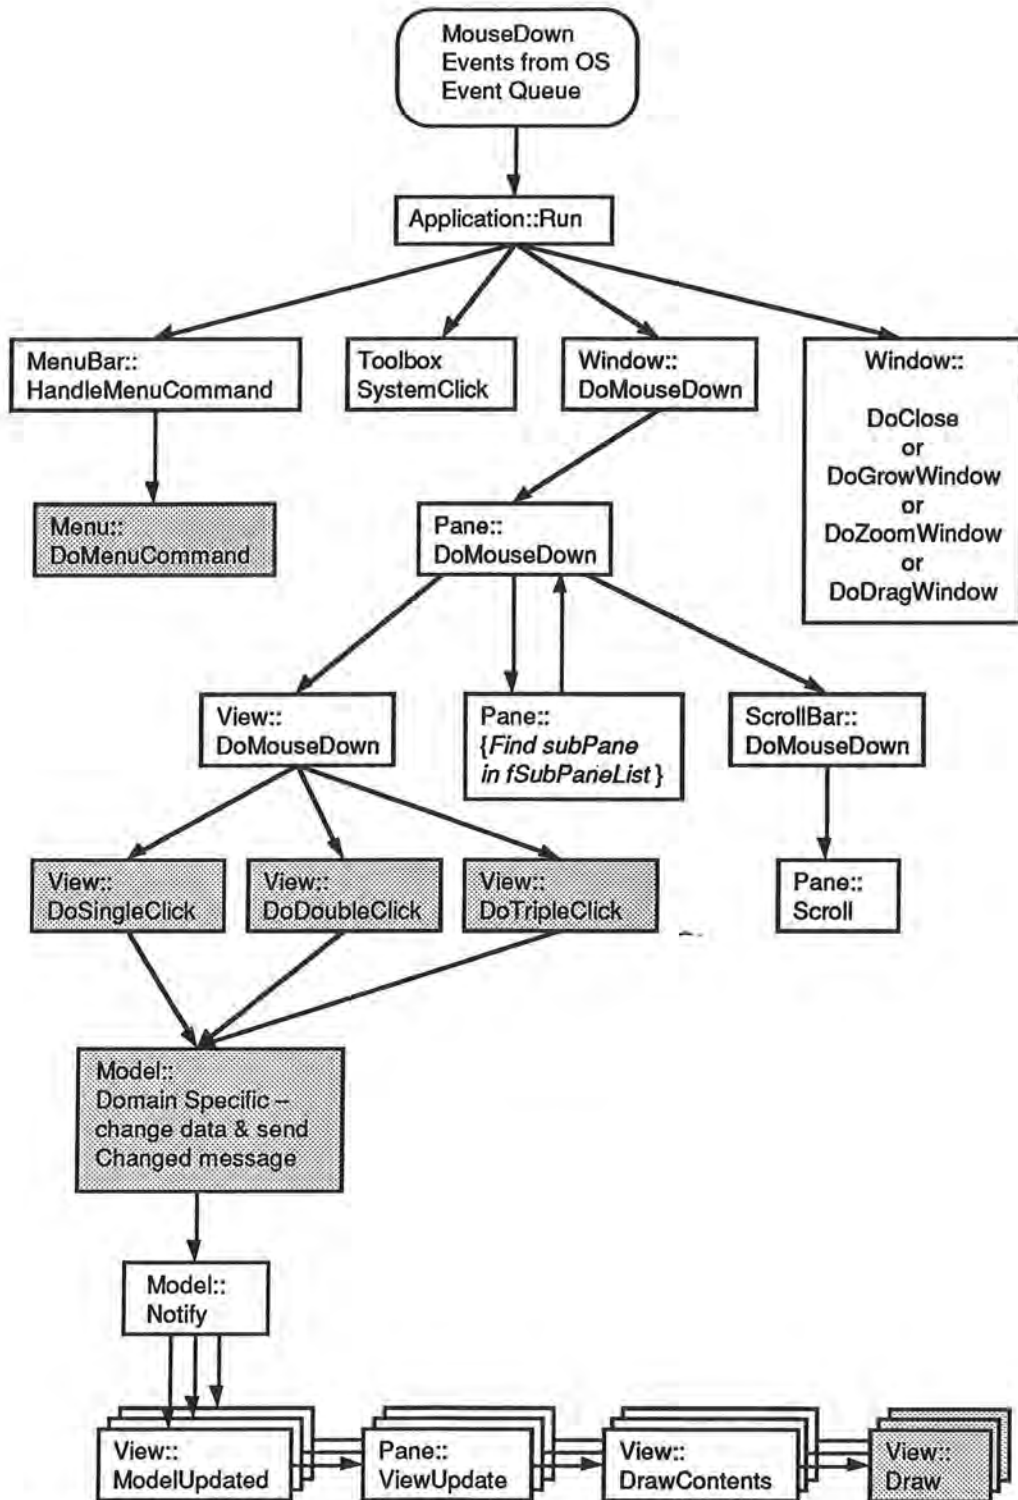 MouseDown
Events from OS
Event Queue
Application::Run
MenuBar::
HandleMenuCommand
Toolbox
SystemClick
Window::
DoMouseDown
Window::
DoClose
or
DoGrowWindow
or
DoZoomWindow
or
DoDragWindow
Menu::
DoMenuCommand
Pane::
DoMouseDown
View::
DoMouseDown
Pane::
{Find subPane
in fSubPaneList }
ScrollBar::
DoMouseDown
View::
DoSingleClick
View::
DoDoubleClick
View::
DoTripleClick
Pane::
Scroll
Model::
Domain Specific –
change data & send
Changed message
Model::
Notify
View::
ModelUpdated
Pane::
ViewUpdate
View::
DrawContents
View::
Draw